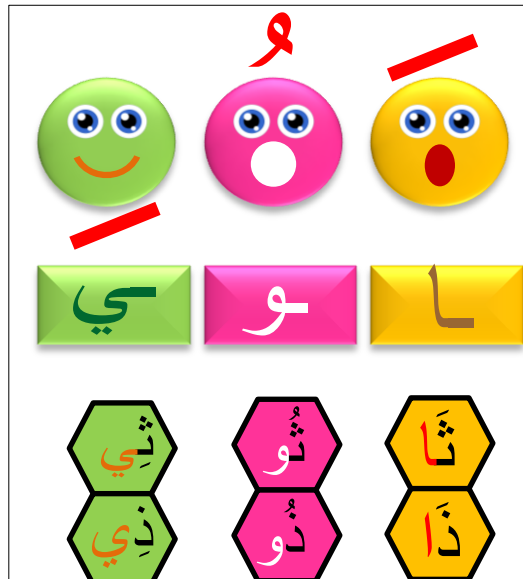 ـَ ـُ ـِ
ـا ـو ـي
ثَا ثُو ثِي
ذَا ذُو ذِي